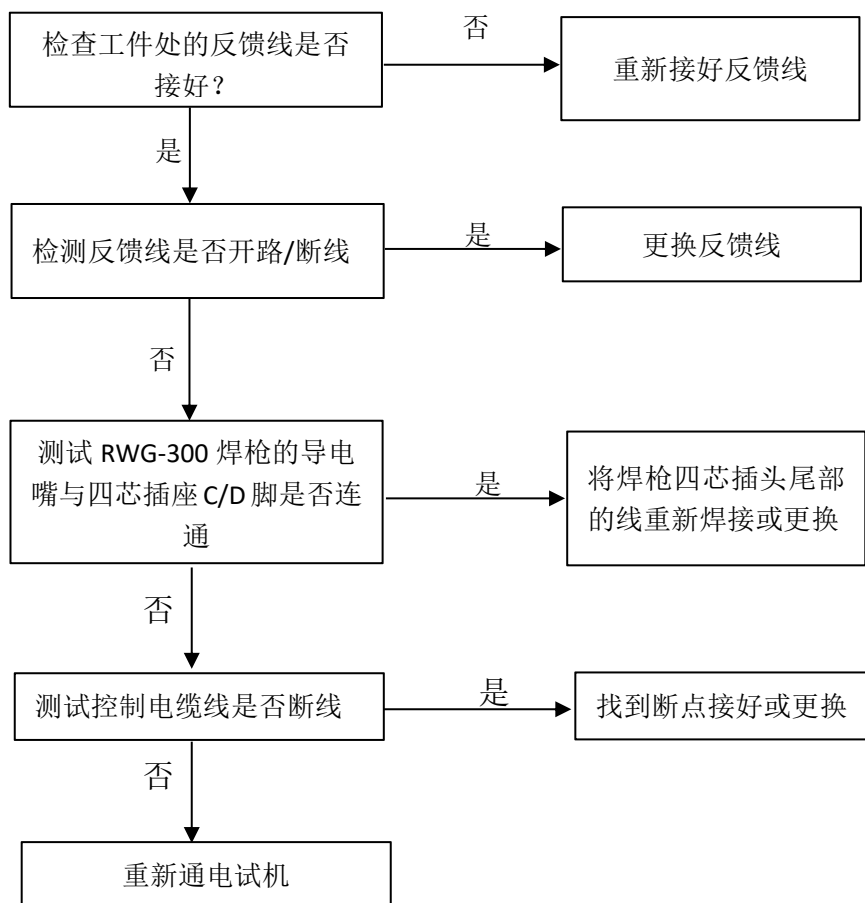 检查工件处的反馈线是否
接好？
否
重新接好反馈线
是
检测反馈线是否开路/断线
是
更换反馈线
否
测试 RWG-300 焊枪的导电
嘴与四芯插座 C/D 脚是否连
通
是
将焊枪四芯插头尾部
的线重新焊接或更换
否
测试控制电缆线是否断线
是
找到断点接好或更换
否
重新通电试机